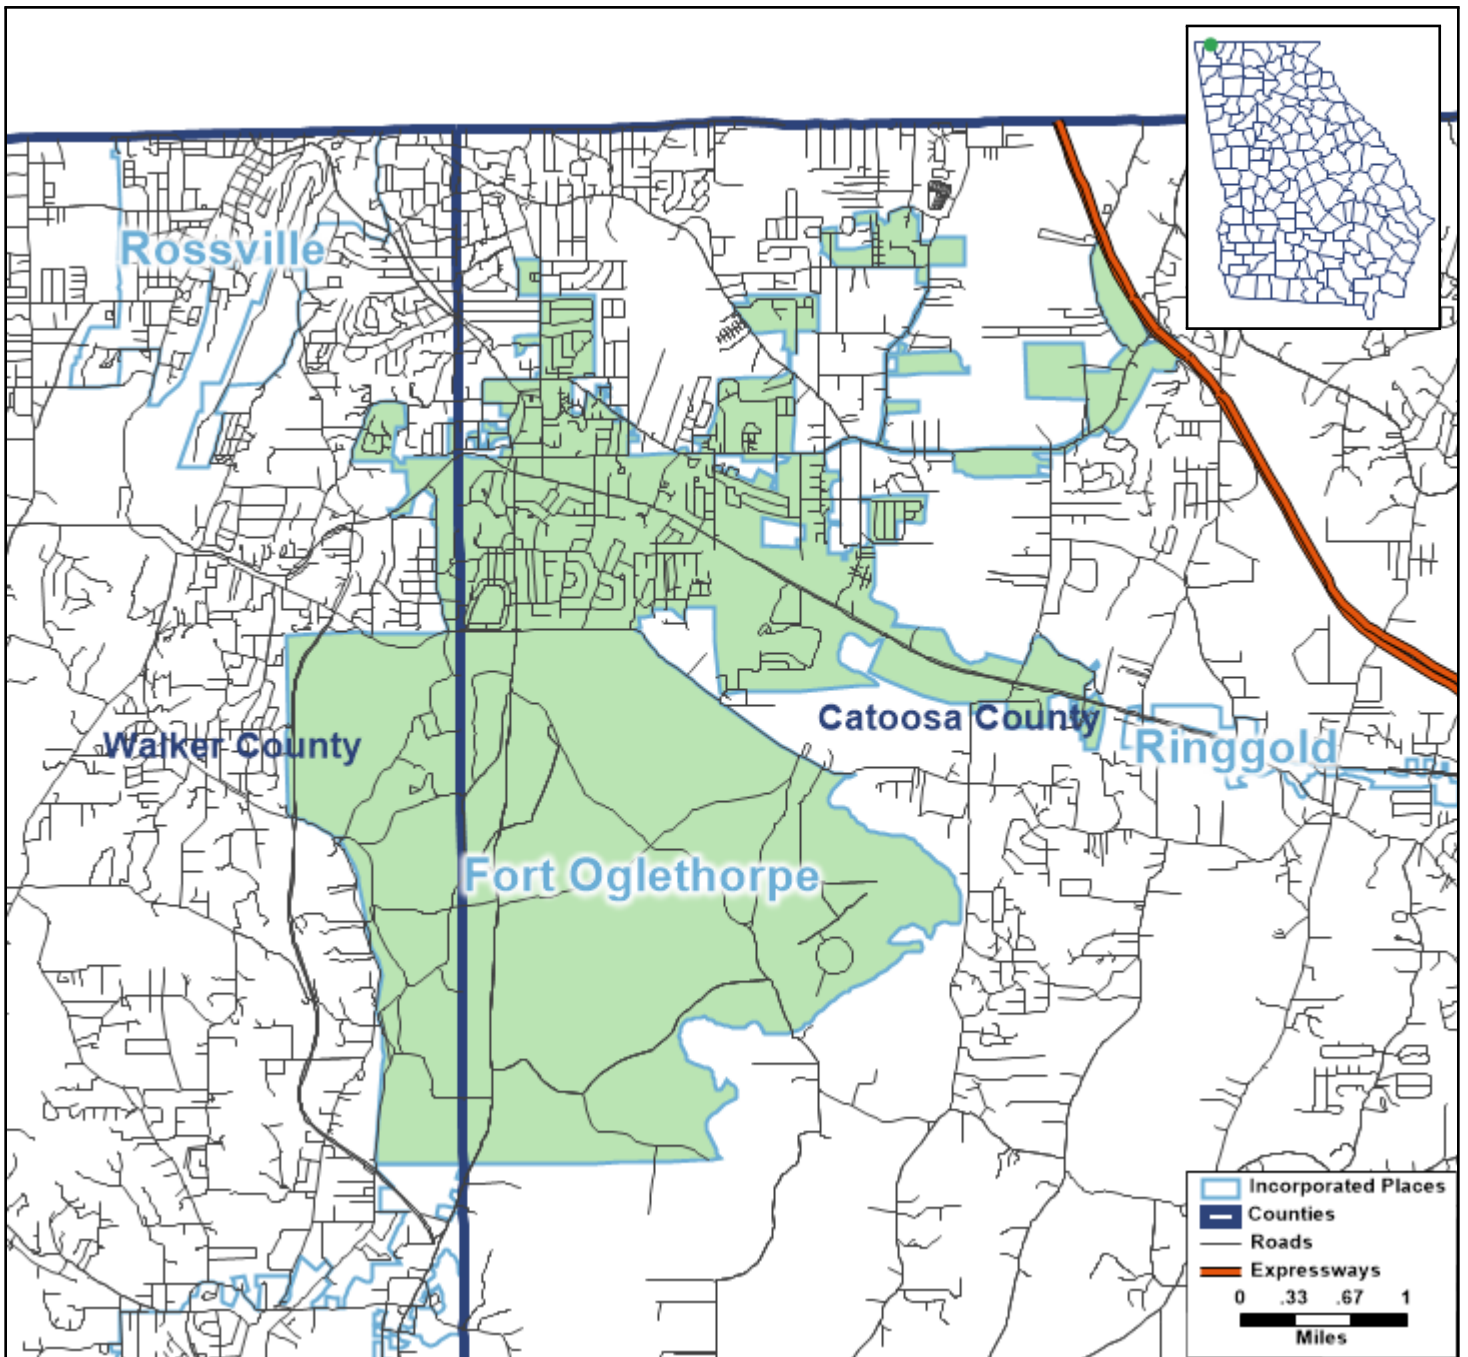 Rossville
Catoosa County
Walker County
Ringgold
Fort Oglethorpe
Incorporated Places
Counties
Roads
Expressways
0 .33 .67 1
Miles